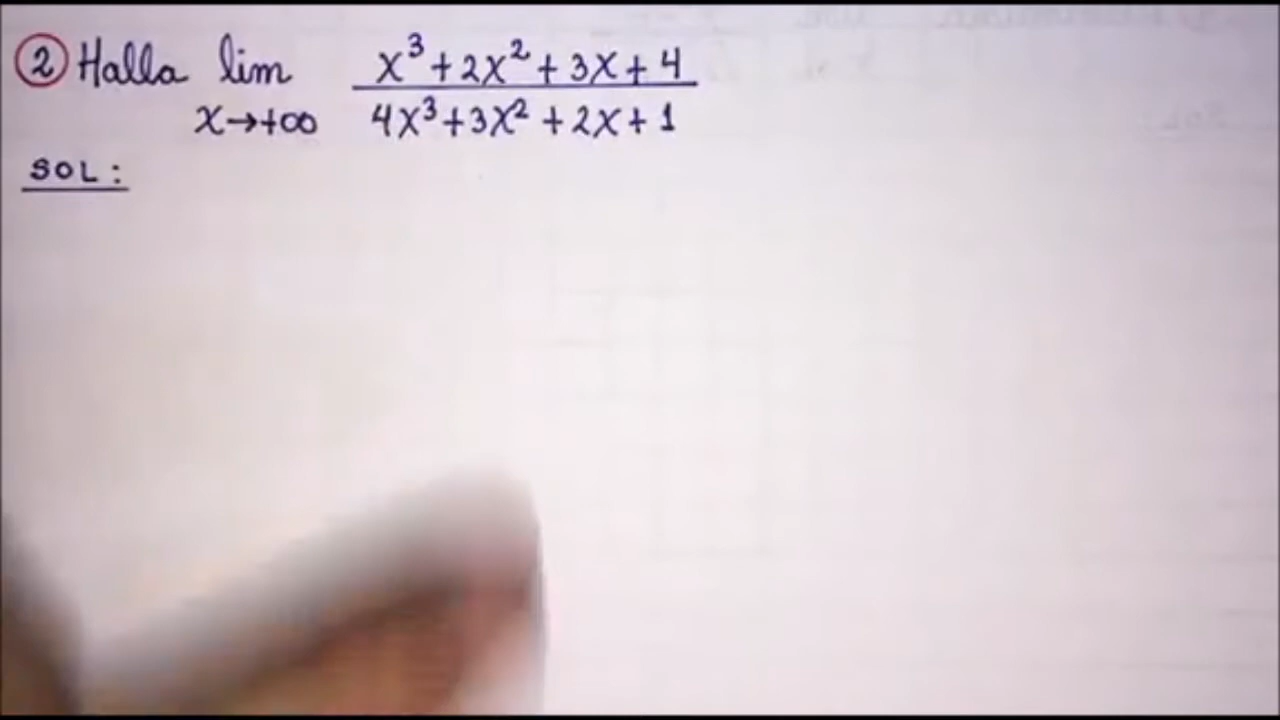 ② Halla lim x³+2x²+3x+4
x→+∞ 4x³+3x²+2x+1
SOL: